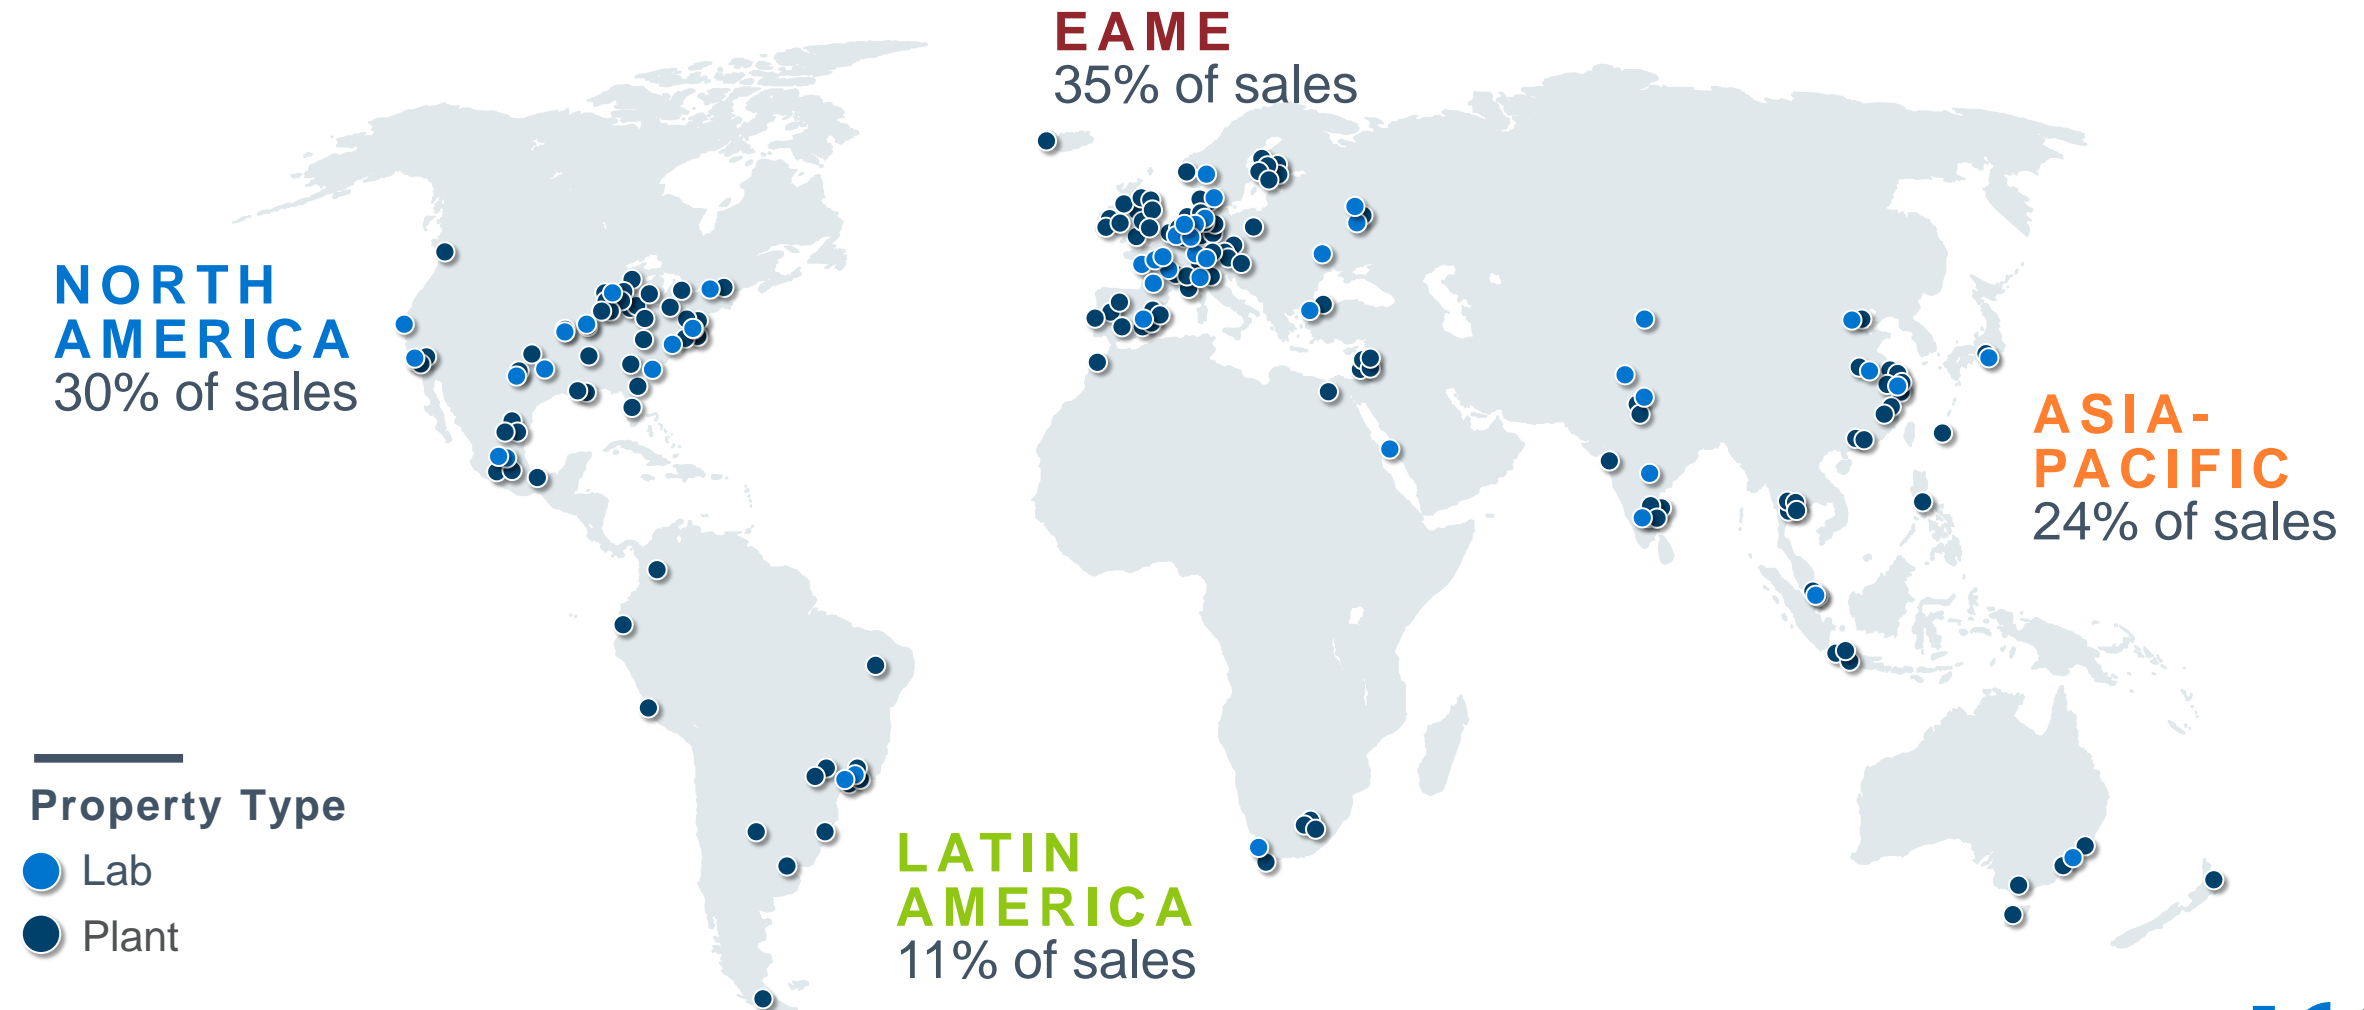 EAME
35% of sales
NORTH
AMERICA
30% of sales
ASIA-
PACIFIC
24% of sales
LATIN
AMERICA
11% of sales
Property Type
Lab
Plant